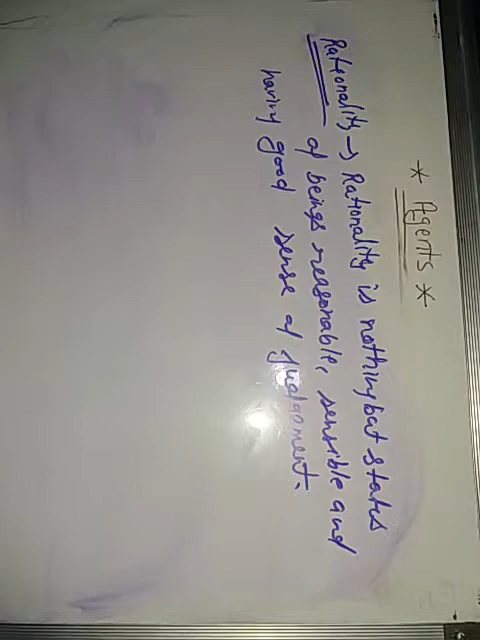 * Agents *
Rationality → Rationality is nothing but status
of beings reasonable, sensible and
having good sense of judgement.